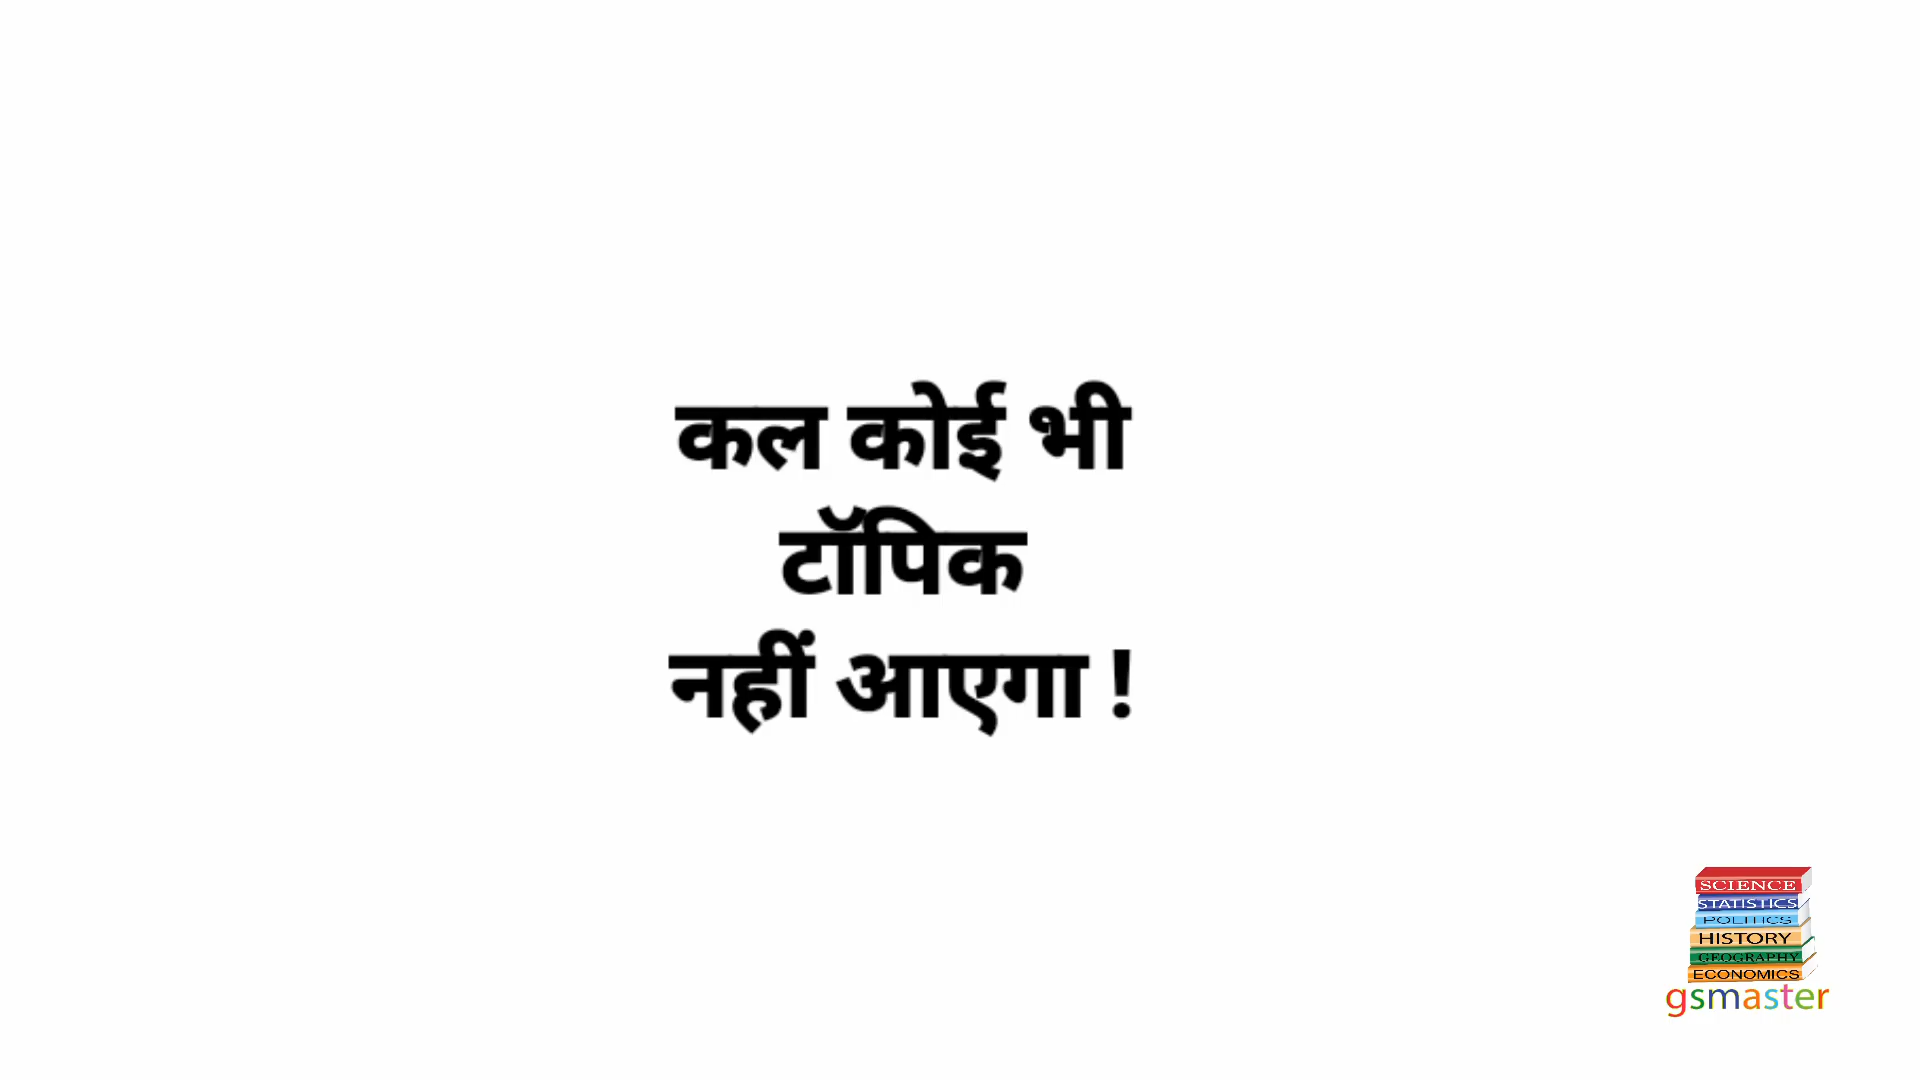 कल कोई भी
टॉपिक
नहीं आएगा !
SCIENCE
STATISTICS
POLITICS
HISTORY
GEOGRAPHY
ECONOMICS
gsmaster